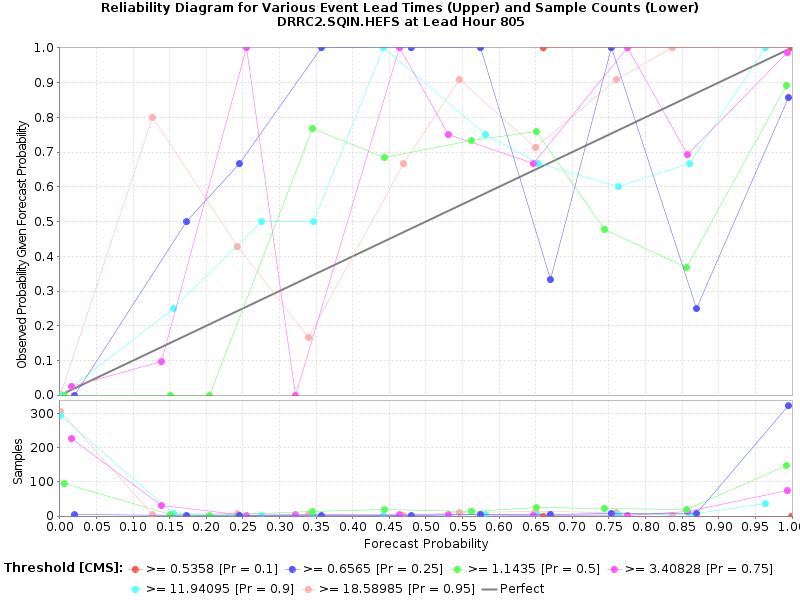 Reliability Diagram for Various Event Lead Times (Upper) and Sample Counts (Lower)
DRRC2.SQIN.HEFS at Lead Hour 805
Observed Probability Given Forecast Probability
1.0
0.9
0.8
0.7
0.6
0.5
0.4
0.3
0.2
0.1
0.0
Samples
300
200
100
0
0.00 0.05 0.10 0.15 0.20 0.25 0.30 0.35 0.40 0.45 0.50 0.55 0.60 0.65 0.70 0.75 0.80 0.85 0.90 0.95 1.0
Forecast Probability
Threshold [CMS]: >= 0.5358 [Pr = 0.1] >= 0.6565 [Pr = 0.25] >= 1.1435 [Pr = 0.5] >= 3.40828 [Pr = 0.75]
>= 11.94095 [Pr = 0.9] >= 18.58985 [Pr = 0.95] Perfect